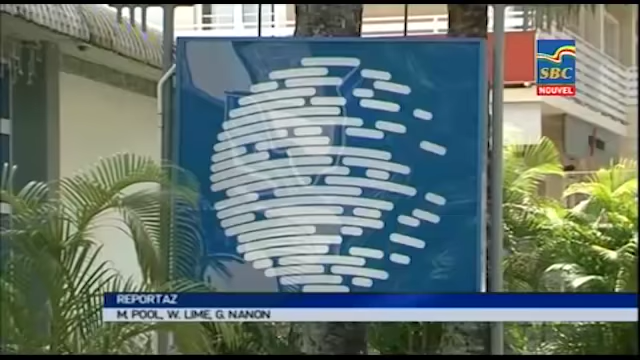 SBC
NOUVEL
REPORTAZ
M. POOL, W. LIME, G. NANON